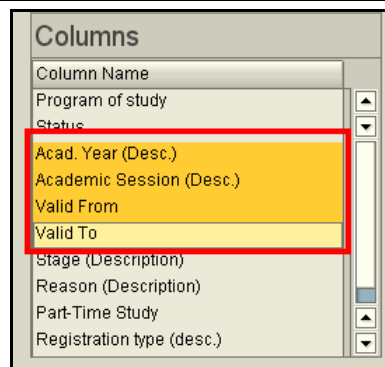 Columns
Column Name
Program of study
Status
Acad. Year (Desc.)
Academic Session (Desc.)
Valid From
Valid To
Stage (Description)
Reason (Description)
Part-Time Study
Registration type (desc.)